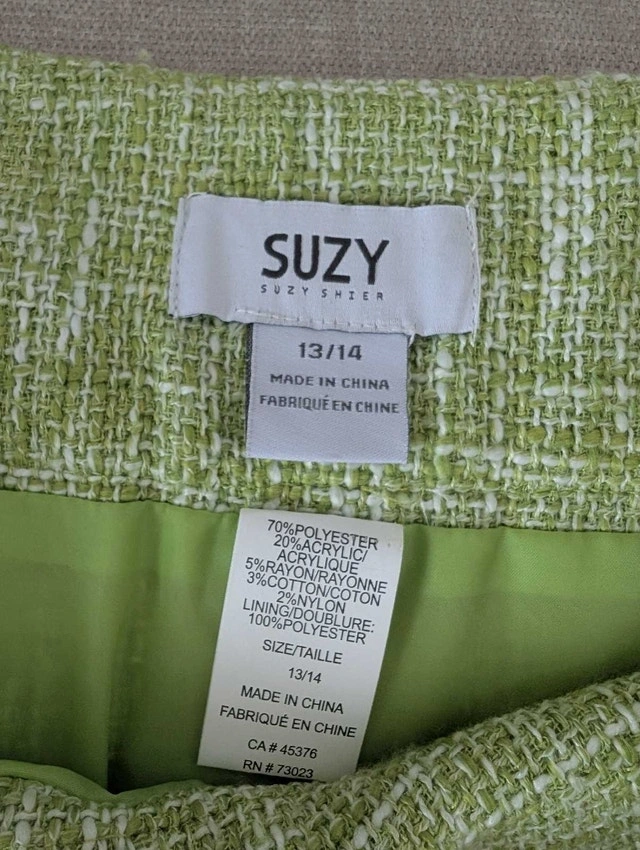 SUZY
SUZY SHIER
13/14
MADE IN CHINA
FABRIQUÉ EN CHINE
70%POLYESTER
20%ACRYLIC/
ACRYLIQUE
5%RAYON/RAYONNE
3%COTTON/COTON
2%NYLON
LINING/DOUBLURE:
100%POLYESTER
SIZE/TAILLE
13/14
MADE IN CHINA
FABRIQUÉ EN CHINE
CA # 45376
RN # 73023